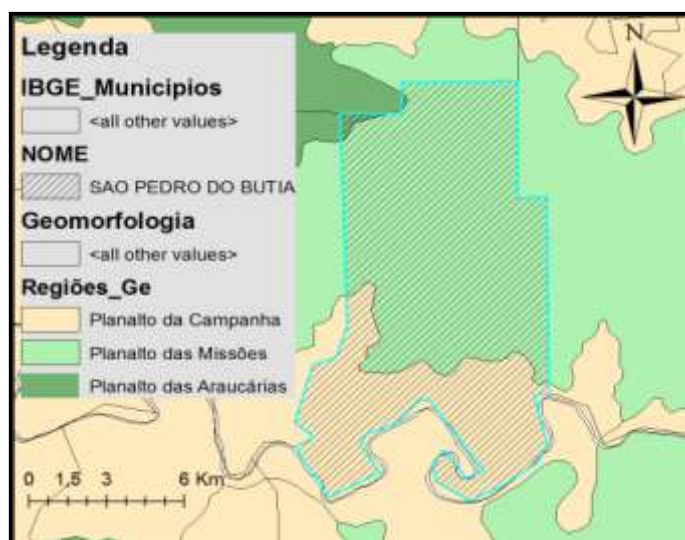 Legenda
IBGE_Municipios
<all other values>
NOME
SAO PEDRO DO BUTIA
Geomorfologia
<all other values>
Regiões_Ge
Planalto da Campanha
Planalto das Missões
Planalto das Araucárias
0 1,5 3 6 Km
N